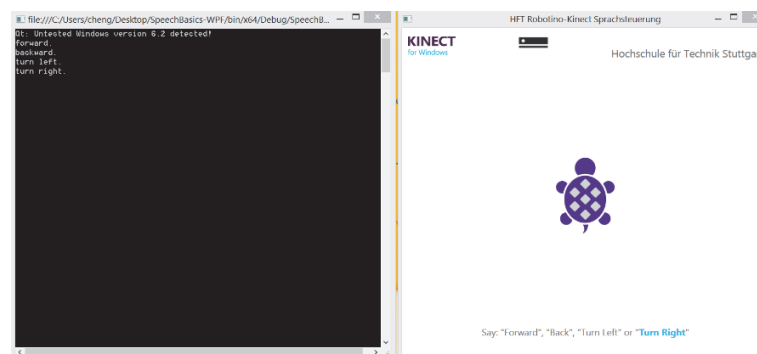 file:///C:/Users/cheng/Desktop/SpeechBasics-WPF/bin/x64/Debug/SpeechB...
Qt: Untested Windows version 6.2 detected!
forward.
backward.
turn left.
turn right.
HFT Robotino-Kinect Sprachsteuerung
KINECT
for Windows
Hochschule für Technik Stuttga
Say: "Forward", "Back", "Turn Left" or "Turn Right"